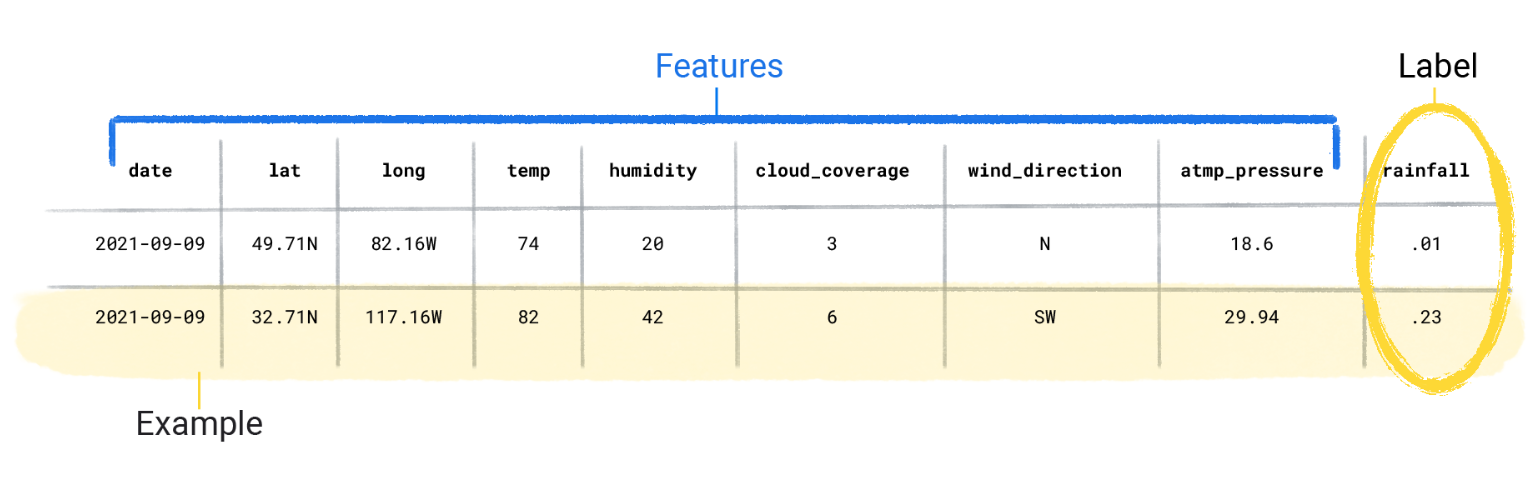 Features
Label
date lat long temp humidity cloud_coverage wind_direction atmp_pressure rainfall
2021-09-09 49.71N 82.16W 74 20 3 N 18.6 .01
2021-09-09 32.71N 117.16W 82 42 6 SW 29.94 .23
Example